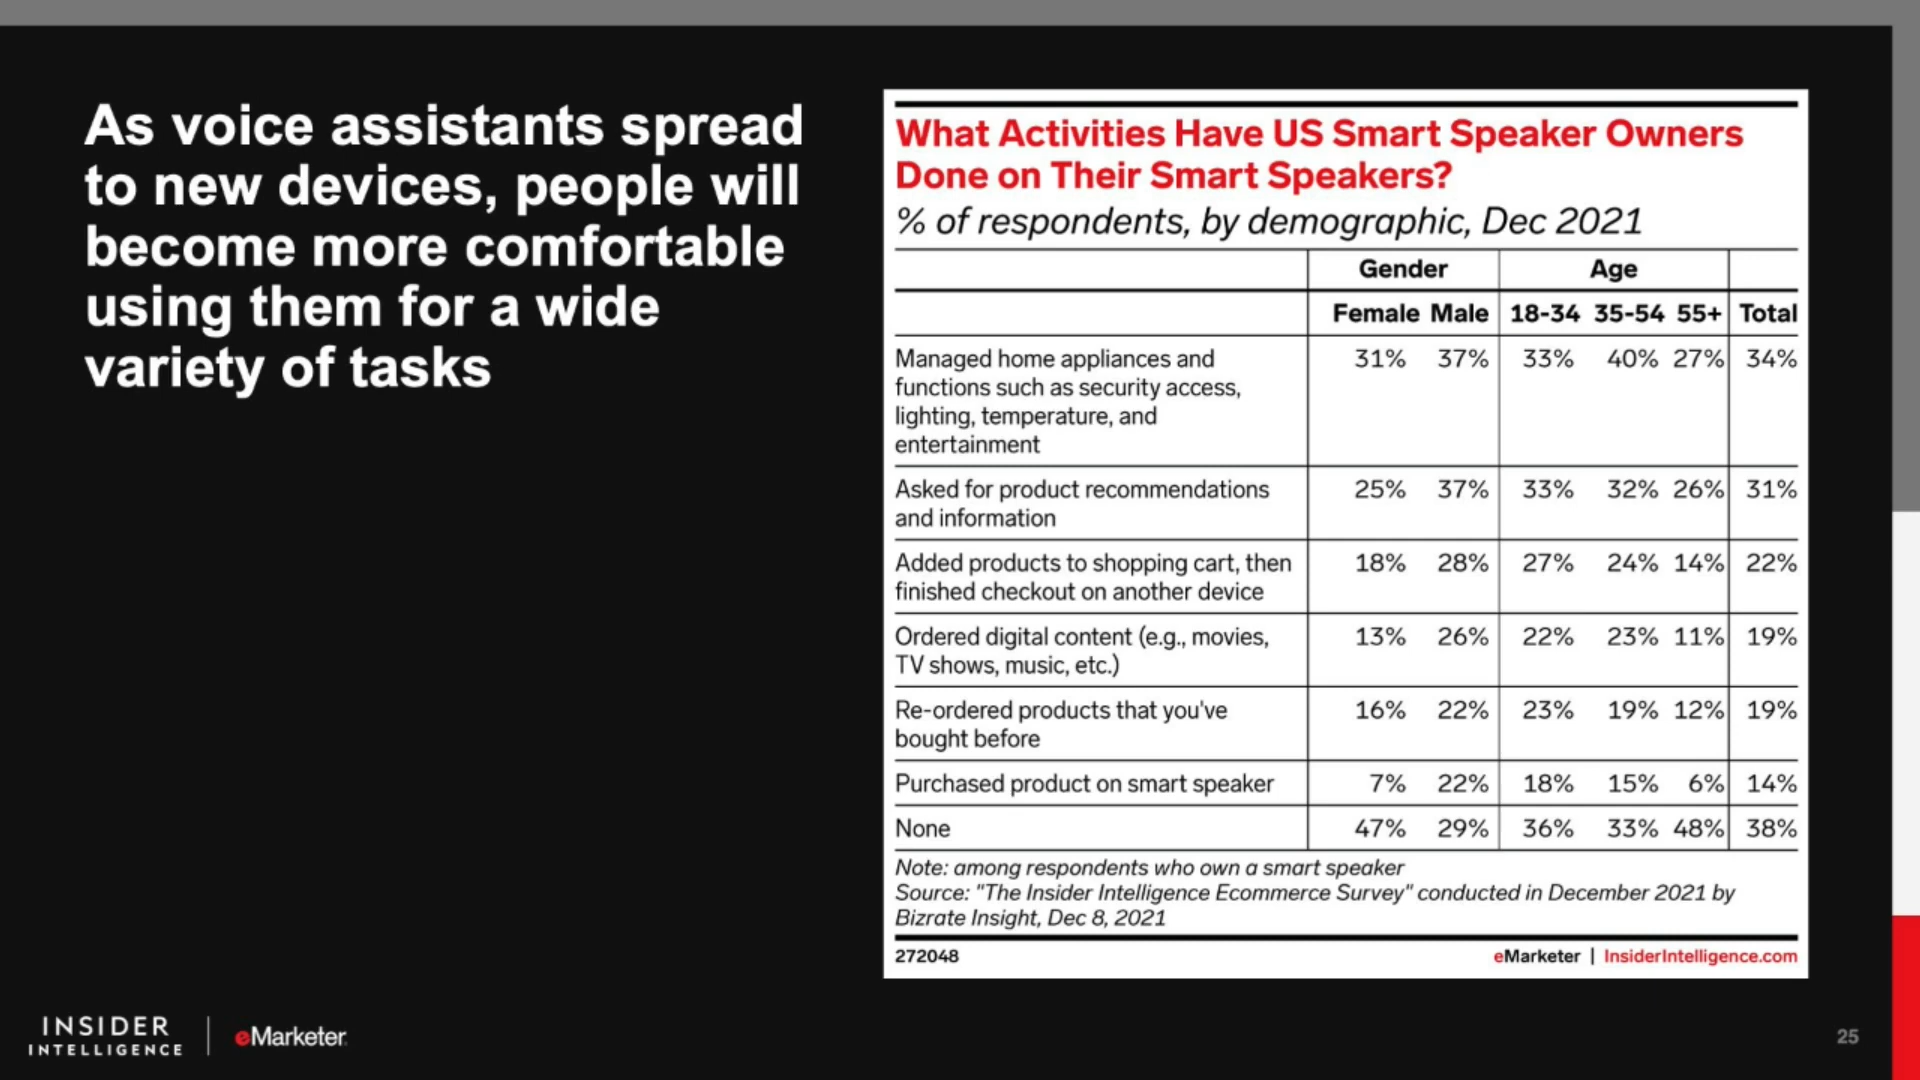 As voice assistants spread
to new devices, people will
become more comfortable
using them for a wide
variety of tasks
What Activities Have US Smart Speaker Owners
Done on Their Smart Speakers?
% of respondents, by demographic, Dec 2021
Gender Age
Female Male 18-34 35-54 55+ Total
Managed home appliances and 31% 37% 33% 40% 27% 34%
functions such as security access,
lighting, temperature, and
entertainment
Asked for product recommendations 25% 37% 33% 32% 26% 31%
and information
Added products to shopping cart, then 18% 28% 27% 24% 14% 22%
finished checkout on another device
Ordered digital content (e.g., movies, 13% 26% 22% 23% 11% 19%
TV shows, music, etc.)
Re-ordered products that you've 16% 22% 23% 19% 12% 19%
bought before
Purchased product on smart speaker 7% 22% 18% 15% 6% 14%
None 47% 29% 36% 33% 48% 38%
Note: among respondents who own a smart speaker
Source: "The Insider Intelligence Ecommerce Survey" conducted in December 2021 by
Bizrate Insight, Dec 8, 2021
272048 eMarketer | InsiderIntelligence.com
INSIDER
INTELLIGENCE
eMarketer
25